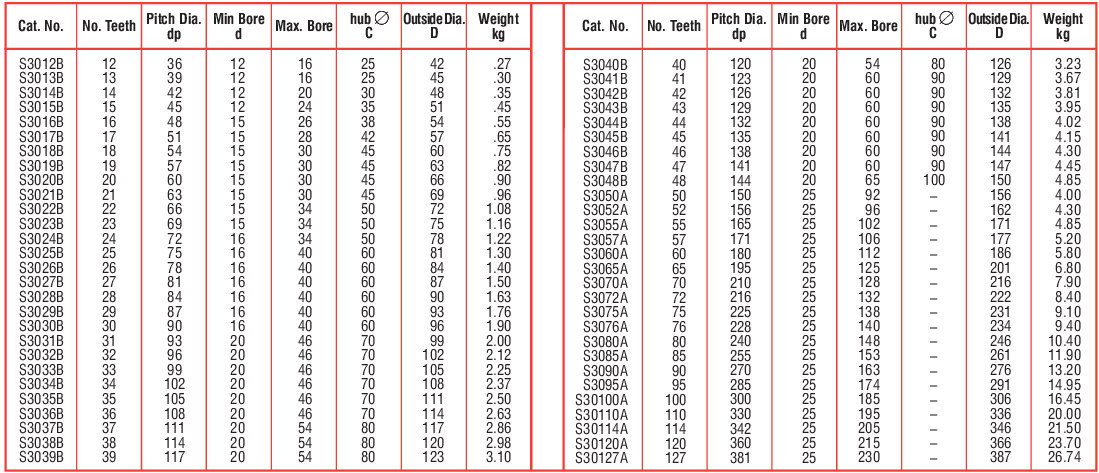 Cat. No. No. Teeth Pitch Dia. dp Min Bore d Max. Bore hub ∅ C Outside Dia. D Weight kg
S3012B 12 36 12 16 25 42 .27
S3013B 13 39 12 16 25 45 .30
S3014B 14 42 12 20 30 48 .35
S3015B 15 45 12 24 35 51 .45
S3016B 16 48 15 26 38 54 .55
S3017B 17 51 15 28 42 57 .65
S3018B 18 54 15 30 45 60 .75
S3019B 19 57 15 30 45 63 .82
S3020B 20 60 15 30 45 66 .90
S3021B 21 63 15 30 45 69 .96
S3022B 22 66 15 34 50 72 1.08
S3023B 23 69 15 34 50 75 1.16
S3024B 24 72 16 34 50 78 1.22
S3025B 25 75 16 40 60 81 1.30
S3026B 26 78 16 40 60 84 1.40
S3027B 27 81 16 40 60 87 1.50
S3028B 28 84 16 40 60 90 1.63
S3029B 29 87 16 40 60 93 1.76
S3030B 30 90 16 40 60 96 1.90
S3031B 31 93 20 46 70 99 2.00
S3032B 32 96 20 46 70 102 2.12
S3033B 33 99 20 46 70 105 2.25
S3034B 34 102 20 46 70 108 2.37
S3035B 35 105 20 46 70 111 2.50
S3036B 36 108 20 46 70 114 2.63
S3037B 37 111 20 54 80 117 2.86
S3038B 38 114 20 54 80 120 2.98
S3039B 39 117 20 54 80 123 3.10
Cat. No. No. Teeth Pitch Dia. dp Min Bore d Max. Bore hub ∅ C Outside Dia. D Weight kg
S3040B 40 120 20 54 80 126 3.23
S3041B 41 123 20 60 90 129 3.67
S3042B 42 126 20 60 90 132 3.81
S3043B 43 129 20 60 90 135 3.95
S3044B 44 132 20 60 90 138 4.02
S3045B 45 135 20 60 90 141 4.15
S3046B 46 138 20 60 90 144 4.30
S3047B 47 141 20 60 90 147 4.45
S3048B 48 144 20 65 100 150 4.85
S3050A 50 150 25 92 – 156 4.00
S3052A 52 156 25 96 – 162 4.30
S3055A 55 165 25 102 – 171 4.85
S3057A 57 171 25 106 – 177 5.20
S3060A 60 180 25 112 – 186 5.80
S3065A 65 195 25 125 – 201 6.80
S3070A 70 210 25 128 – 216 7.90
S3072A 72 216 25 132 – 222 8.40
S3075A 75 225 25 138 – 231 9.10
S3076A 76 228 25 140 – 234 9.40
S3080A 80 240 25 148 – 246 10.40
S3085A 85 255 25 153 – 261 11.90
S3090A 90 270 25 163 – 276 13.20
S3095A 95 285 25 174 – 291 14.95
S30100A 100 300 25 185 – 306 16.45
S30110A 110 330 25 195 – 336 20.00
S30114A 114 342 25 205 – 346 21.50
S30120A 120 360 25 215 – 366 23.70
S30127A 127 381 25 230 – 387 26.74